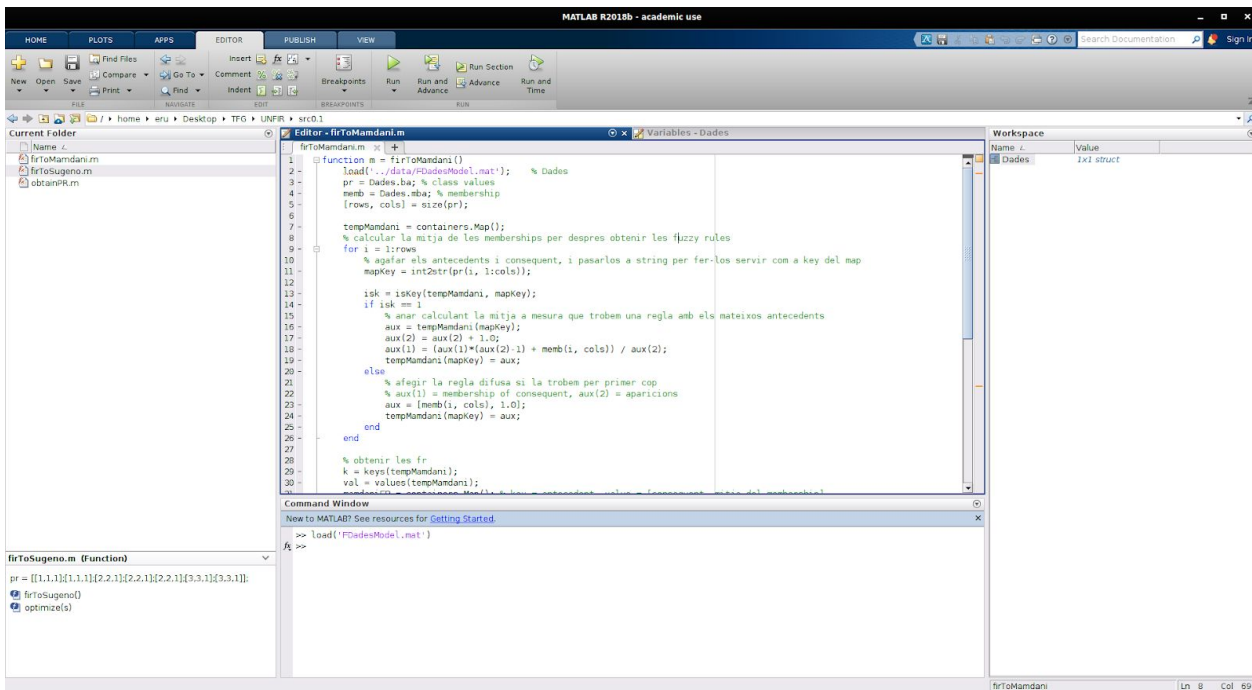 MATLAB R2018b - academic use
HOME PLOTS APPS EDITOR PUBLISH VIEW
Search Documentation
Sign In
New Open Save
Find Files
Compare
Print
Go To
Find
Insert
Comment
Indent
Breakpoints
Run
Run and Advance
Run Section
Advance
Run and Time
FILE NAVIGATE EDIT BREAKPOINTS RUN
/ home eru Desktop TFG UNFIR src0.1
Current Folder
Name
firToMamdani.m
firToSugeno.m
obtainPR.m
firToSugeno.m (Function)
pr = [[1,1,1];[1,1,1];[2,2,1];[2,2,1];[2,2,1];[3,3,1];[3,3,1]];
firToSugeno()
optimize(s)
Editor - firToMamdani.m
Variables - Dades
firToMamdani.m
1 function m = firToMamdani()
2 - load('../data/FDadesModel.mat'); % Dades
3 - pr = Dades.ba; % class values
4 - memb = Dades.mba; % membership
5 - [rows, cols] = size(pr);
6
7 - tempMamdani = containers.Map();
8 % calcular la mitja de les memberships per despres obtenir les fuzzy rules
9 - for i = 1:rows
10 % agafar els antecedents i consequent, i pasarlos a string per fer-los servir com a key del map
11 - mapKey = int2str(pr(i, 1:cols));
12
13 - isk = isKey(tempMamdani, mapKey);
14 - if isk == 1
15 % anar calculant la mitja a mesura que trobem una regla amb els mateixos antecedents
16 - aux = tempMamdani(mapKey);
17 - aux(2) = aux(2) + 1.0;
18 - aux(1) = (aux(1)*(aux(2)-1) + memb(i, cols)) / aux(2);
19 - tempMamdani(mapKey) = aux;
20 - else
21 % afegir la regla difusa si la trobem per primer cop
22 % aux(1) = membership of consequent, aux(2) = aparicions
23 - aux = [memb(i, cols), 1.0];
24 - tempMamdani(mapKey) = aux;
25 - end
26 - end
27
28 % obtenir les fr
29 - k = keys(tempMamdani);
30 - val = values(tempMamdani);
Command Window
New to MATLAB? See resources for Getting Started.
>> load('FDadesModel.mat')
fx >>
Workspace
Name Value
Dades 1x1 struct
firToMamdani Ln 8 Col 69